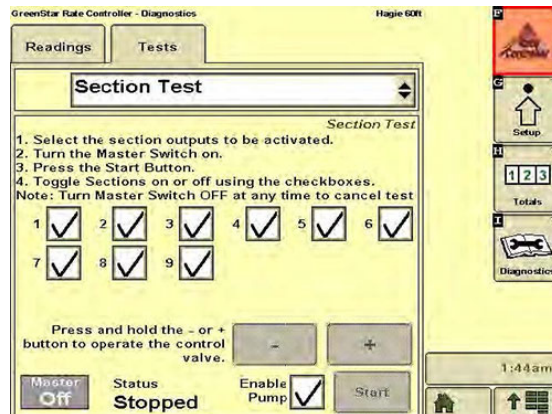 GreenStar Rate Controller - Diagnostics
Hagie 60ft
Readings
Tests
Section Test
Section Test
1. Select the section outputs to be activated.
2. Turn the Master Switch on.
3. Press the Start Button.
4. Toggle Sections on or off using the checkboxes.
Note: Turn Master Switch OFF at any time to cancel test
1 2 3 4 5 6
7 8 9
Press and hold the - or +
button to operate the control
valve.
- +
Master
Off
Status
Stopped
Enable
Pump
Start
F
G
Setup
H
1 2 3
Totals
I
Diagnostics
1:44am